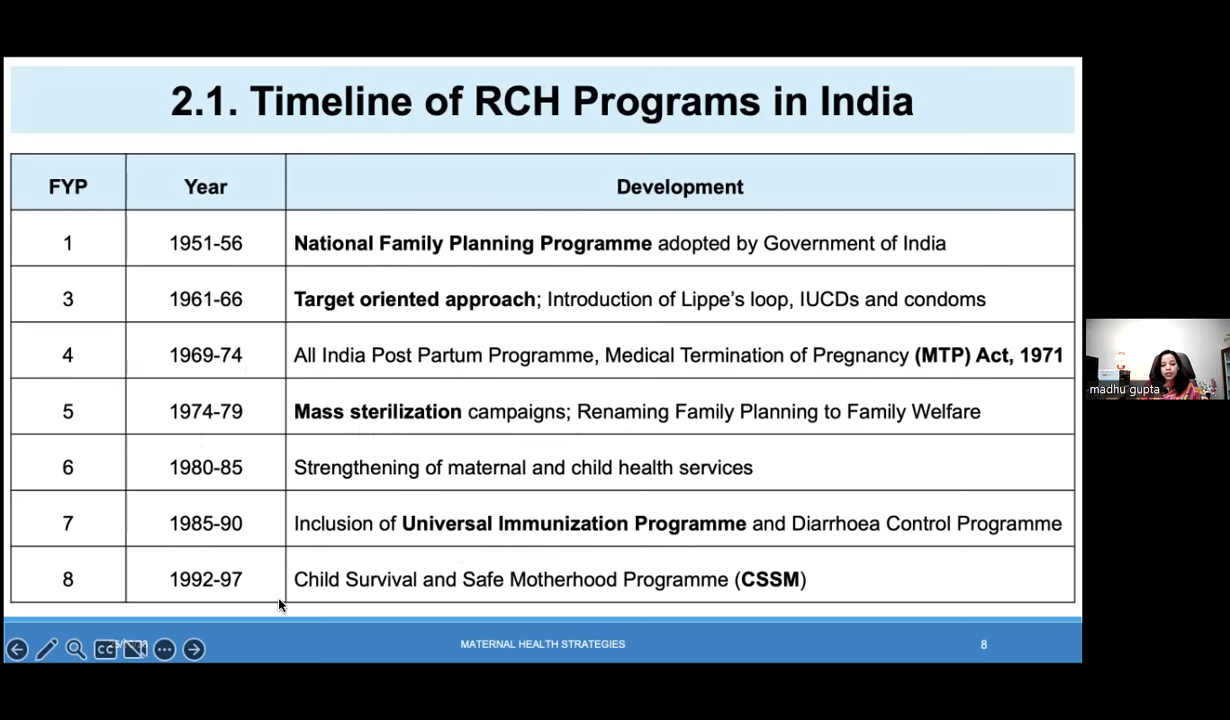 2.1. Timeline of RCH Programs in India
FYP Year Development
1 1951-56 National Family Planning Programme adopted by Government of India
3 1961-66 Target oriented approach; Introduction of Lippe’s loop, IUCDs and condoms
4 1969-74 All India Post Partum Programme, Medical Termination of Pregnancy (MTP) Act, 1971
5 1974-79 Mass sterilization campaigns; Renaming Family Planning to Family Welfare
6 1980-85 Strengthening of maternal and child health services
7 1985-90 Inclusion of Universal Immunization Programme and Diarrhoea Control Programme
8 1992-97 Child Survival and Safe Motherhood Programme (CSSM)
madhu gupta
CC
MATERNAL HEALTH STRATEGIES
8